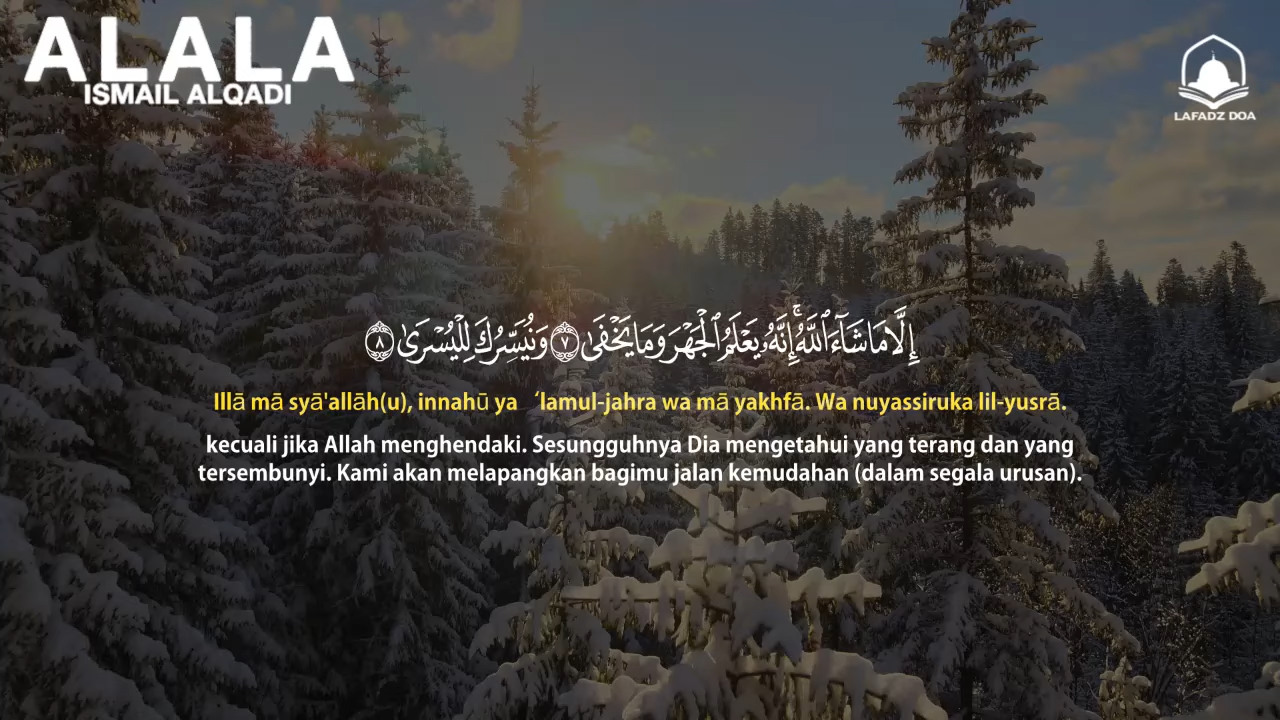 ALALA
ISMAIL ALQADI
LAFADZ DOA
إِلَّا مَا شَآءَ ٱللَّهُ ۚ إِنَّهُۥ يَعْلَمُ ٱلْجَهْرَ وَمَا يَخْفَىٰ ٧ وَنُيَسِّرُكَ لِلْيُسْرَىٰ ٨
Illā mā syā'allāh(u), innahū ya ‘lamul-jahra wa mā yakhfā. Wa nuyassiruka lil-yusrā.
kecuali jika Allah menghendaki. Sesungguhnya Dia mengetahui yang terang dan yang
tersembunyi. Kami akan melapangkan bagimu jalan kemudahan (dalam segala urusan).